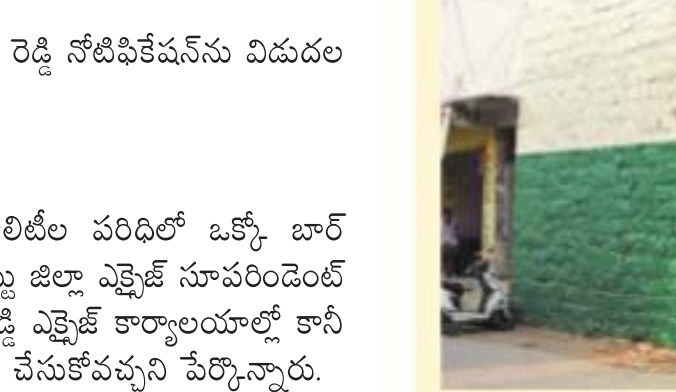 రెడ్డి నోటిఫికేషన్‌ను విడుదల
పరిధిలో ఒక్కో బార్
జిల్లా ఎక్సైజ్ సూపరిండెంట్
ఎక్సైజ్ కార్యాలయాల్లో కానీ
చేసుకోవచ్చని పేర్కొన్నారు.